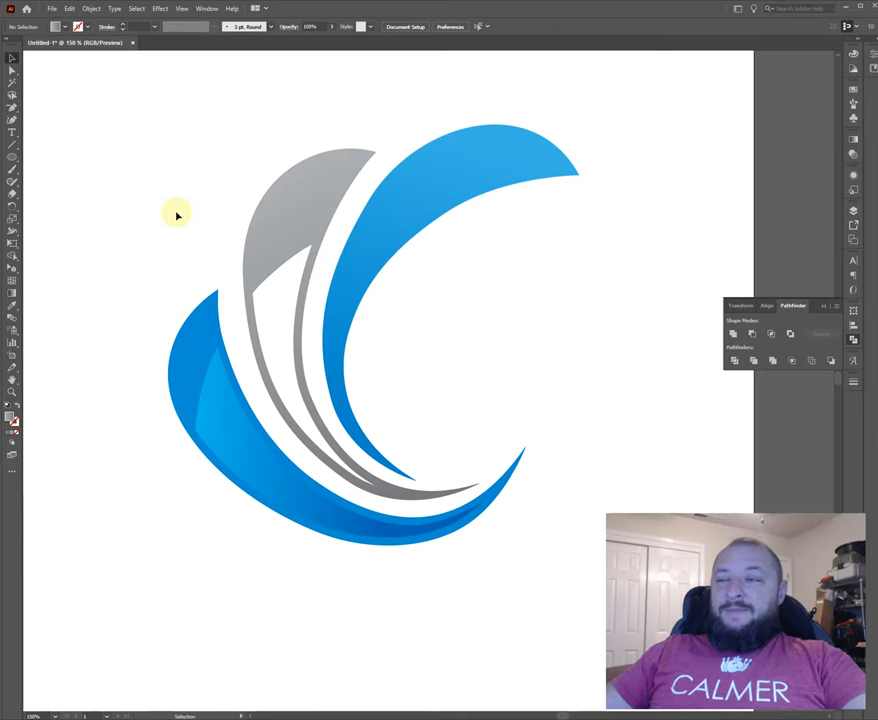 File Edit Object Type Select Effect View Window Help
Search Adobe Help
No Selection
Stroke:
3 pt. Round
Opacity: 100%
Style:
Document Setup
Preferences
Untitled-1* @ 150 % (RGB/Preview)
Transform Align Pathfinder
Shape Modes:
Expand
Pathfinders:
CALMER
150%
1
Selection